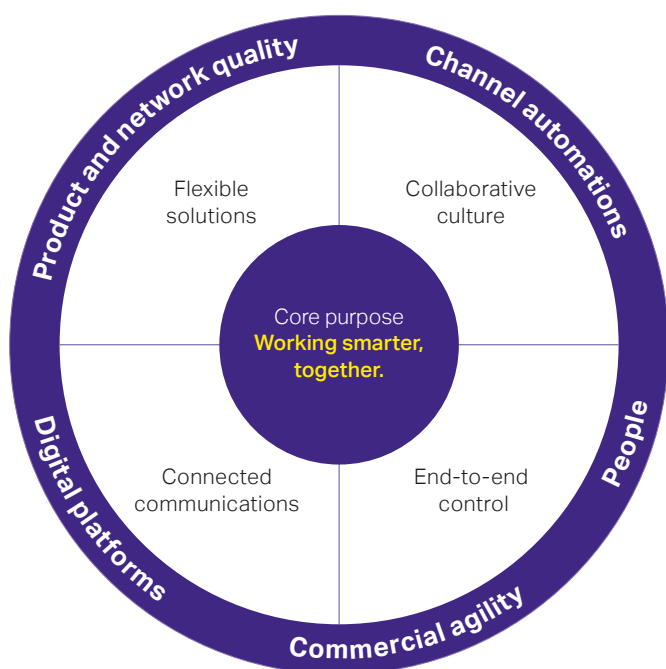 Product and network quality
Channel automations
Flexible
solutions
Collaborative
culture
Core purpose
Working smarter,
together.
Connected
communications
End-to-end
control
People
Digital platforms
Commercial agility